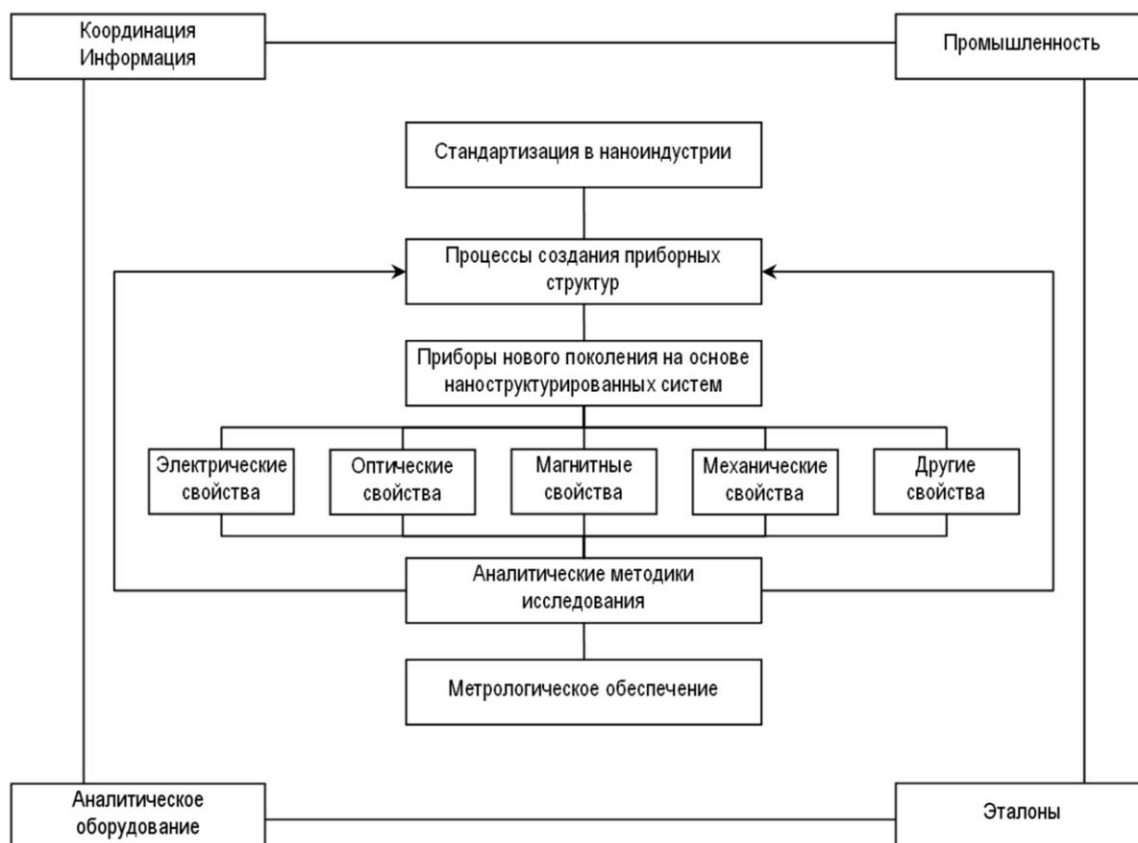 Координация
Информация
Промышленность
Стандартизация в наноиндустрии
Процессы создания приборных
структур
Приборы нового поколения на основе
наноструктурированных систем
Электрические
свойства
Оптические
свойства
Магнитные
свойства
Механические
свойства
Другие
свойства
Аналитические методики
исследования
Метрологическое обеспечение
Аналитическое
оборудование
Эталоны